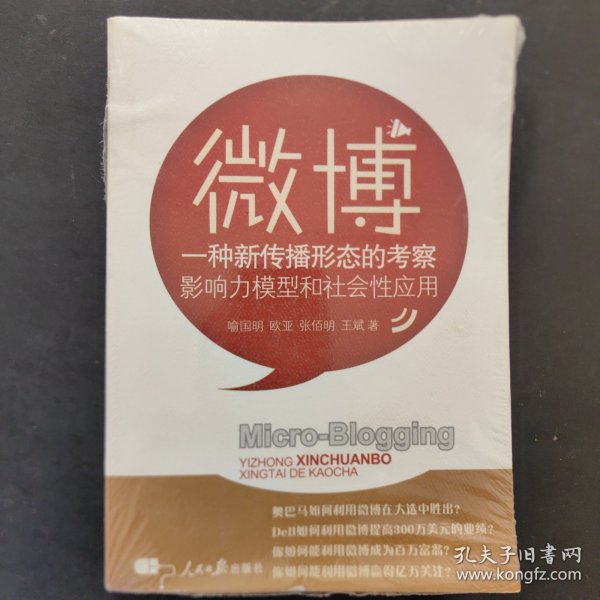 微博
一种新传播形态的考察
影响力模型和社会性应用
喻国明 欧亚 张佰明 王斌 著
Micro-Blogging
YIZHONG XINCHUANBO
XINGTAI DE KAOCHA
奥巴马如何利用微博在大选中胜出？
Dell如何利用微博提高300万美元的业绩？
你如何能利用微博成为百万富翁？
你如何能利用微博赢得亿万关注？
人民日报出版社
孔夫子旧书网
www.kongfz.com